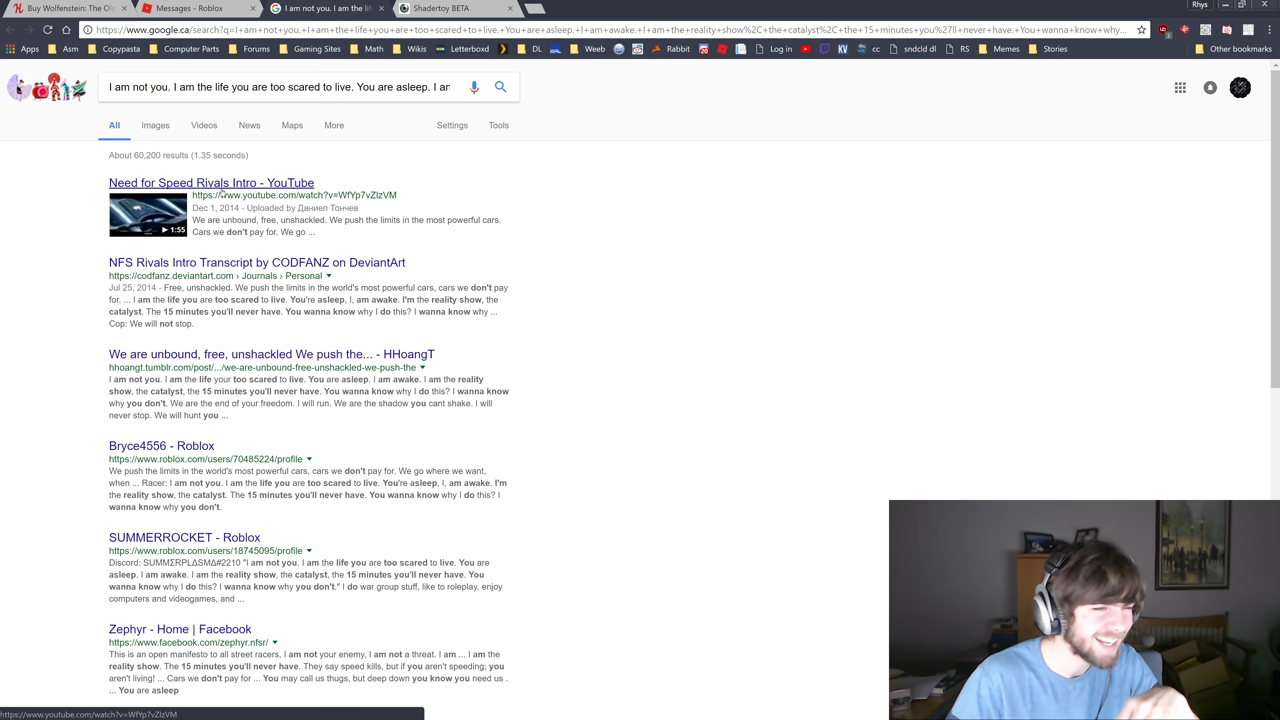 Buy Wolfenstein: The Ol
Messages - Roblox
I am not you. I am the li
Shadertoy BETA
Rhys
https://www.google.ca/search?q=I+am+not+you.+I+am+the+life+you+are+too+scared+to+live.+You+are+asleep.+I+am+awake.+I+am+the+reality+show%2C+the+catalyst%2C+the+15+minutes+you%27ll+never+have.+You+wanna+know+why...
Apps Asm Copypasta Computer Parts Forums Gaming Sites Math Wikis Letterboxd DL Weeb Rabbit Log in KV cc sndcld dl RS Memes Stories Other bookmarks
I am not you. I am the life you are too scared to live. You are asleep. I ar
All Images Videos News Maps More Settings Tools
About 60,200 results (1.35 seconds)
Need for Speed Rivals Intro - YouTube
https://www.youtube.com/watch?v=WfYp7vZIzVM
Dec 1, 2014 - Uploaded by Даниел Тончев
We are unbound, free, unshackled. We push the limits in the most powerful cars.
Cars we don't pay for. We go ...
1:55
NFS Rivals Intro Transcript by CODFANZ on DeviantArt
https://codfanz.deviantart.com › Journals › Personal
Jul 25, 2014 - Free, unshackled. We push the limits in the world's most powerful cars, cars we don't pay
for. ... I am the life you are too scared to live. You're asleep, I, am awake. I'm the reality show, the
catalyst. The 15 minutes you'll never have. You wanna know why I do this? I wanna know why ...
Cop: We will not stop.
We are unbound, free, unshackled We push the... - HHoangT
hhoangt.tumblr.com/post/.../we-are-unbound-free-unshackled-we-push-the
I am not you. I am the life your too scared to live. You are asleep. I am awake. I am the reality
show, the catalyst, the 15 minutes you'll never have. You wanna know why I do this? I wanna know
why you don't. We are the end of your freedom. I will run. We are the shadow you cant shake. I will
never stop. We will hunt you ...
Bryce4556 - Roblox
https://www.roblox.com/users/70485224/profile
We push the limits in the world's most powerful cars, cars we don't pay for. We go where we want,
when ... Racer: I am not you. I am the life you are too scared to live. You're asleep, I, am awake. I'm
the reality show, the catalyst. The 15 minutes you'll never have. You wanna know why I do this? I
wanna know why you don't.
SUMMERROCKET - Roblox
https://www.roblox.com/users/18745095/profile
Discord: SUMMΣRPLΔSMΔ#2210 "I am not you. I am the life you are too scared to live. You are
asleep. I am awake. I am the reality show, the catalyst, the 15 minutes you'll never have. You
wanna know why I do this? I wanna know why you don't." I do war group stuff, like to roleplay, enjoy
computers and videogames, and ...
Zephyr - Home | Facebook
https://www.facebook.com/zephyr.nfsr/
This is an open manifesto to all street racers, I am not your enemy, I am not a threat. I am ... I am the
reality show. The 15 minutes you'll never have. They say speed kills, but if you aren't speeding; you
aren't living! ... Cars we don't pay for ... You may call us thugs, but deep down you know you need us .
... You are asleep
https://www.youtube.com/watch?v=WfYp7vZIzVM